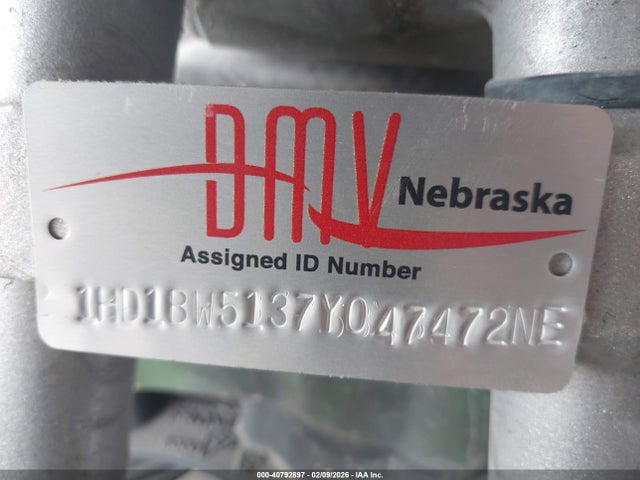 DMV Nebraska
Assigned ID Number
1HD1BW5137Y047472NE
000-40792897 - 02/09/2026 - IAA Inc.